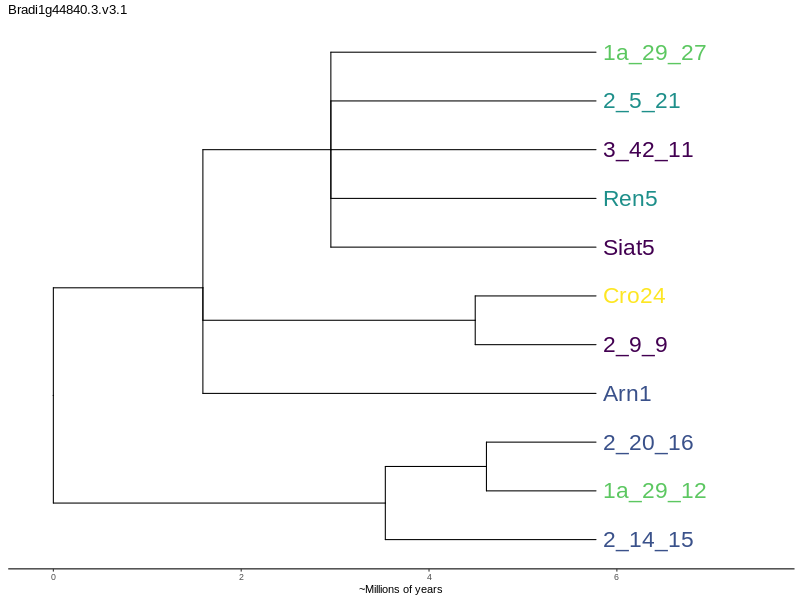 Bradi1g44840.3.v3.1
1a_29_27
2_5_21
3_42_11
Ren5
Siat5
Cro24
2_9_9
Arn1
2_20_16
1a_29_12
2_14_15
0 2 4 6
~Millions of years